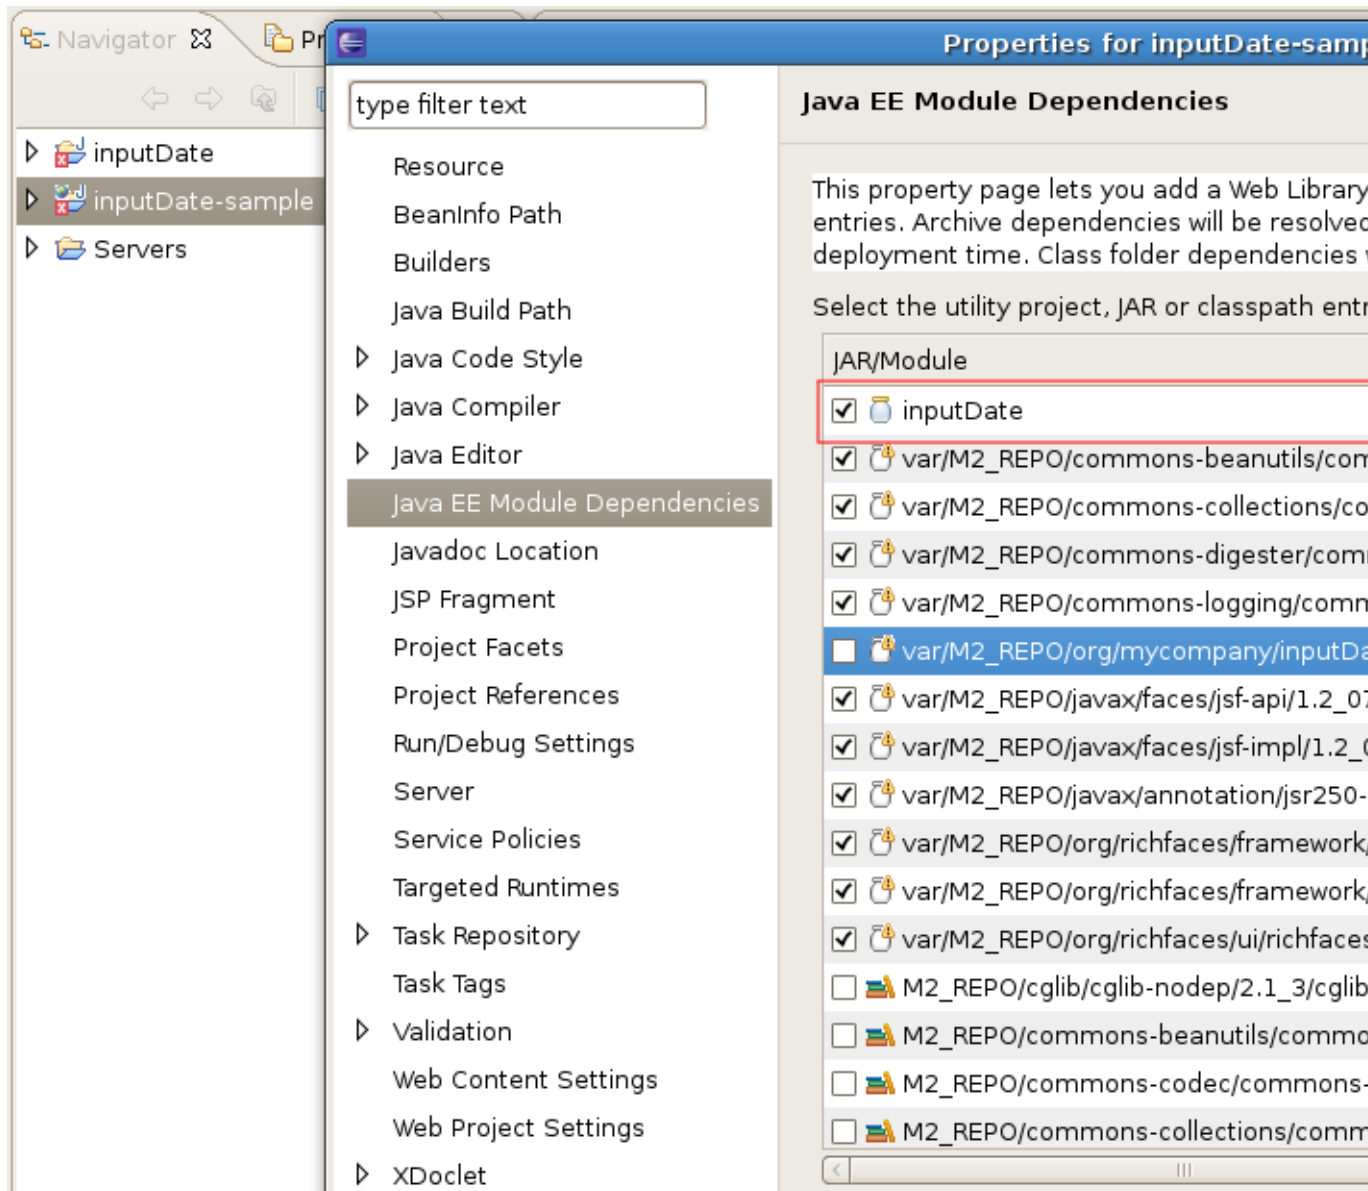 Navigator
Properties for inputDate-samp
type filter text
Java EE Module Dependencies
inputDate
inputDate-sample
Servers
Resource
BeanInfo Path
Builders
Java Build Path
Java Code Style
Java Compiler
Java Editor
Java EE Module Dependencies
Javadoc Location
JSP Fragment
Project Facets
Project References
Run/Debug Settings
Server
Service Policies
Targeted Runtimes
Task Repository
Task Tags
Validation
Web Content Settings
Web Project Settings
XDoclet
This property page lets you add a Web Library
entries. Archive dependencies will be resolved
deployment time. Class folder dependencies
Select the utility project, JAR or classpath entr
JAR/Module
inputDate
var/M2_REPO/commons-beanutils/com
var/M2_REPO/commons-collections/co
var/M2_REPO/commons-digester/com
var/M2_REPO/commons-logging/comm
var/M2_REPO/org/mycompany/inputDa
var/M2_REPO/javax/faces/jsf-api/1.2_07
var/M2_REPO/javax/faces/jsf-impl/1.2_0
var/M2_REPO/javax/annotation/jsr250-
var/M2_REPO/org/richfaces/framework/
var/M2_REPO/org/richfaces/framework/
var/M2_REPO/org/richfaces/ui/richfaces
M2_REPO/cglib/cglib-nodep/2.1_3/cglib
M2_REPO/commons-beanutils/commo
M2_REPO/commons-codec/commons-
M2_REPO/commons-collections/comm